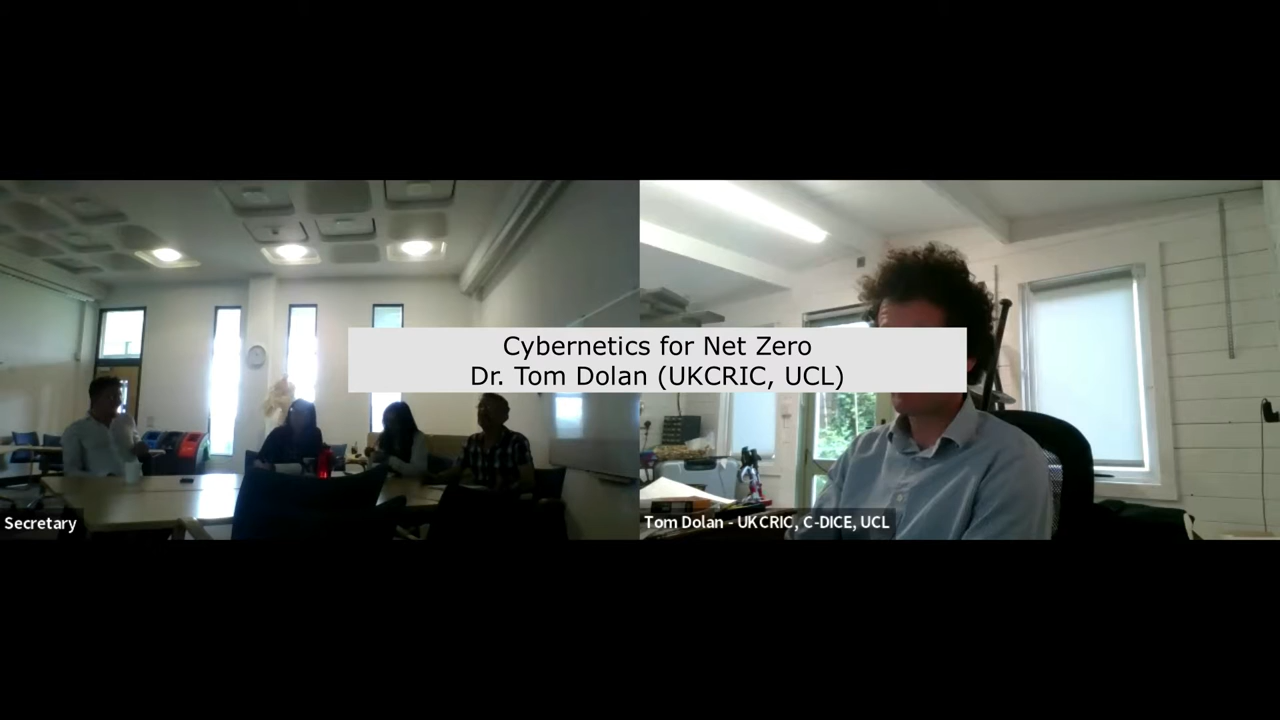 Cybernetics for Net Zero
Dr. Tom Dolan (UKCRIC, UCL)
Secretary
Tom Dolan - UKCRIC, C-DICE, UCL